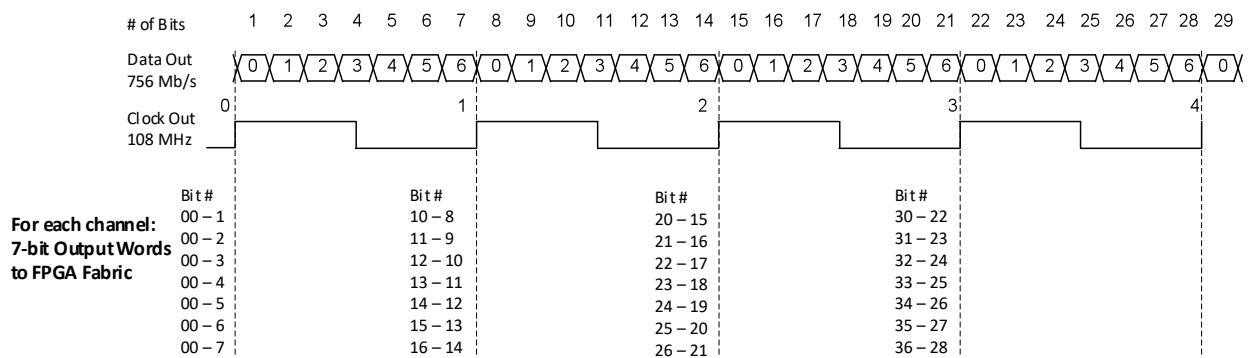 # of Bits 1 2 3 4 5 6 7 8 9 10 11 12 13 14 15 16 17 18 19 20 21 22 23 24 25 26 27 28 29
Data Out 0 1 2 3 4 5 6 0 1 2 3 4 5 6 0 1 2 3 4 5 6 0 1 2 3 4 5 6 0
756 Mb/s
0 1 2 3 4
Clock Out
108 MHz
For each channel:
7-bit Output Words
to FPGA Fabric
Bit #
00 – 1
00 – 2
00 – 3
00 – 4
00 – 5
00 – 6
00 – 7
Bit #
10 – 8
11 – 9
12 – 10
13 – 11
14 – 12
15 – 13
16 – 14
Bit #
20 – 15
21 – 16
22 – 17
23 – 18
24 – 19
25 – 20
26 – 21
Bit #
30 – 22
31 – 23
32 – 24
33 – 25
34 – 26
35 – 27
36 – 28